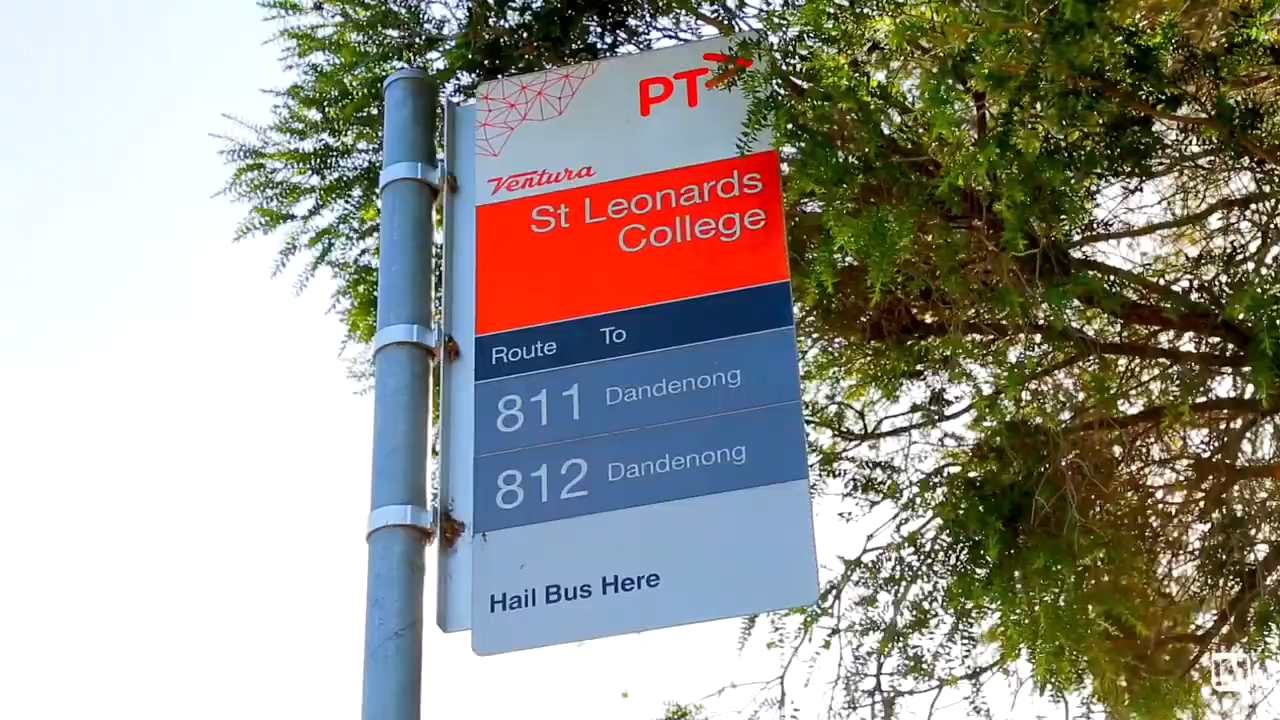 PT
Ventura
St Leonards
College
Route To
811 Dandenong
812 Dandenong
Hail Bus Here